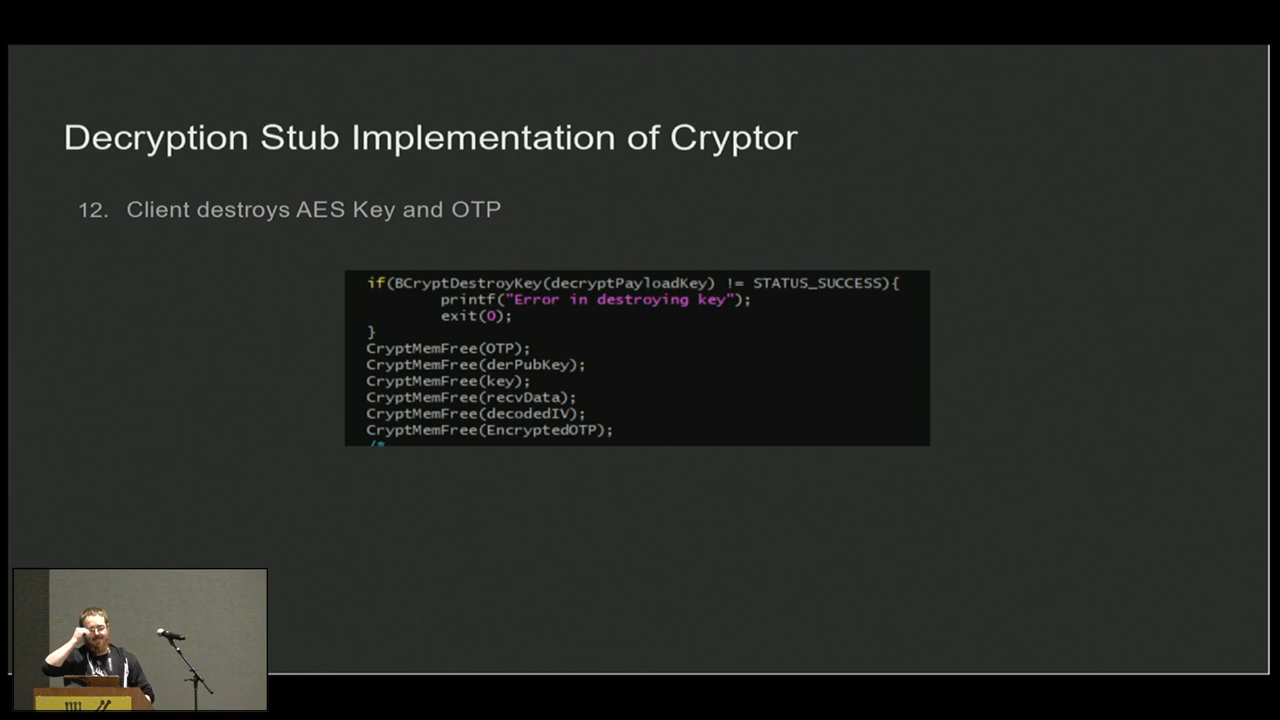 Decryption Stub Implementation of Cryptor
12. Client destroys AES Key and OTP
if(BCryptDestroyKey(decryptPayloadKey) != STATUS_SUCCESS){
printf("Error in destroying key");
exit(0);
}
CryptMemFree(OTP);
CryptMemFree(derPubKey);
CryptMemFree(key);
CryptMemFree(recvData);
CryptMemFree(decodedIV);
CryptMemFree(EncryptedOTP);
/*